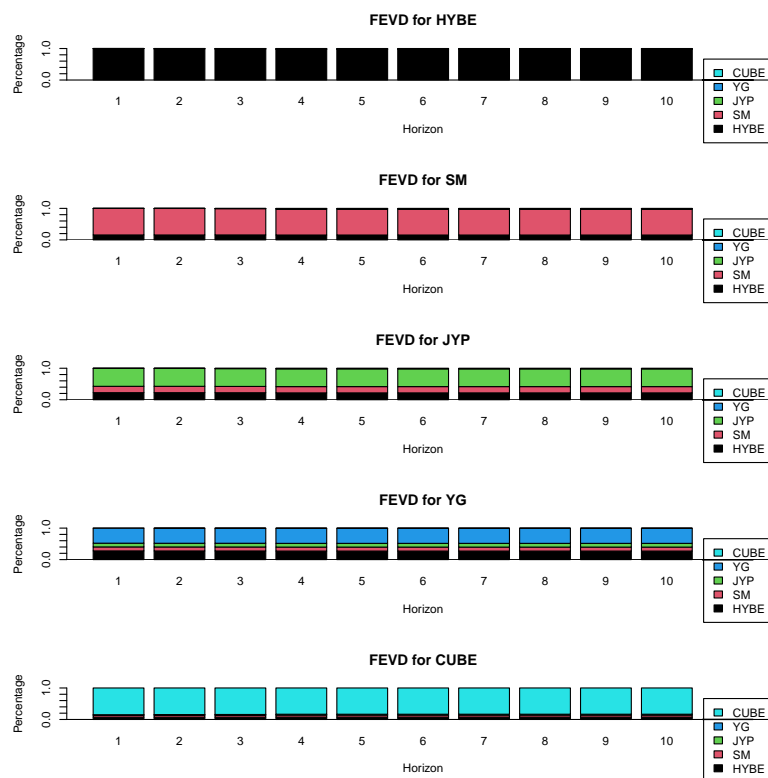 FEVD for HYBE
Percentage
1.0
0.0
1 2 3 4 5 6 7 8 9 10
Horizon
CUBE
YG
JYP
SM
HYBE
FEVD for SM
Percentage
1.0
0.0
1 2 3 4 5 6 7 8 9 10
Horizon
CUBE
YG
JYP
SM
HYBE
FEVD for JYP
Percentage
1.0
0.0
1 2 3 4 5 6 7 8 9 10
Horizon
CUBE
YG
JYP
SM
HYBE
FEVD for YG
Percentage
1.0
0.0
1 2 3 4 5 6 7 8 9 10
Horizon
CUBE
YG
JYP
SM
HYBE
FEVD for CUBE
Percentage
1.0
0.0
1 2 3 4 5 6 7 8 9 10
Horizon
CUBE
YG
JYP
SM
HYBE